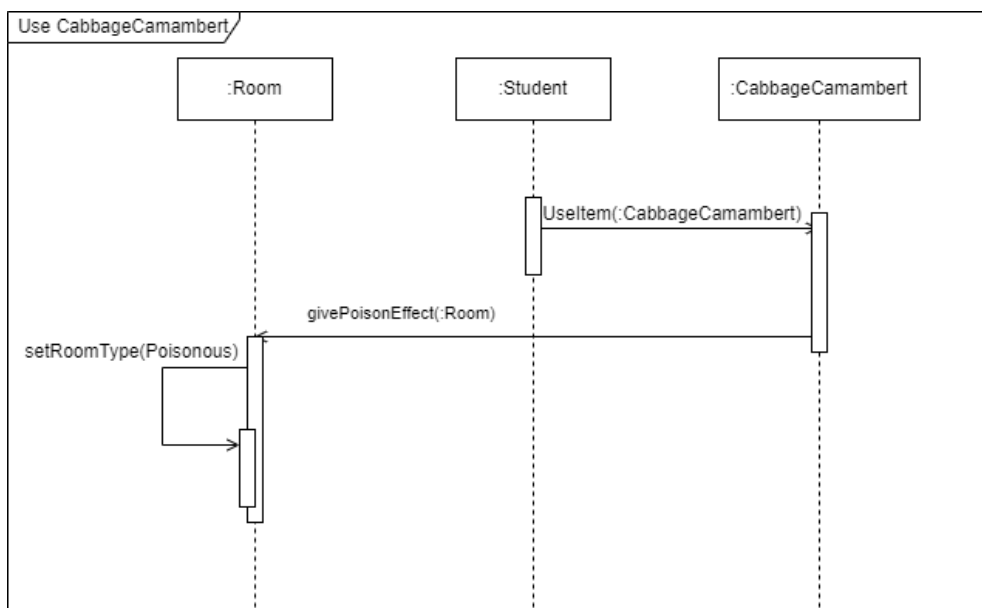 Use CabbageCamambert
:Room
:Student
:CabbageCamambert
UseItem(:CabbageCamambert)
givePoisonEffect(:Room)
setRoomType(Poisonous)